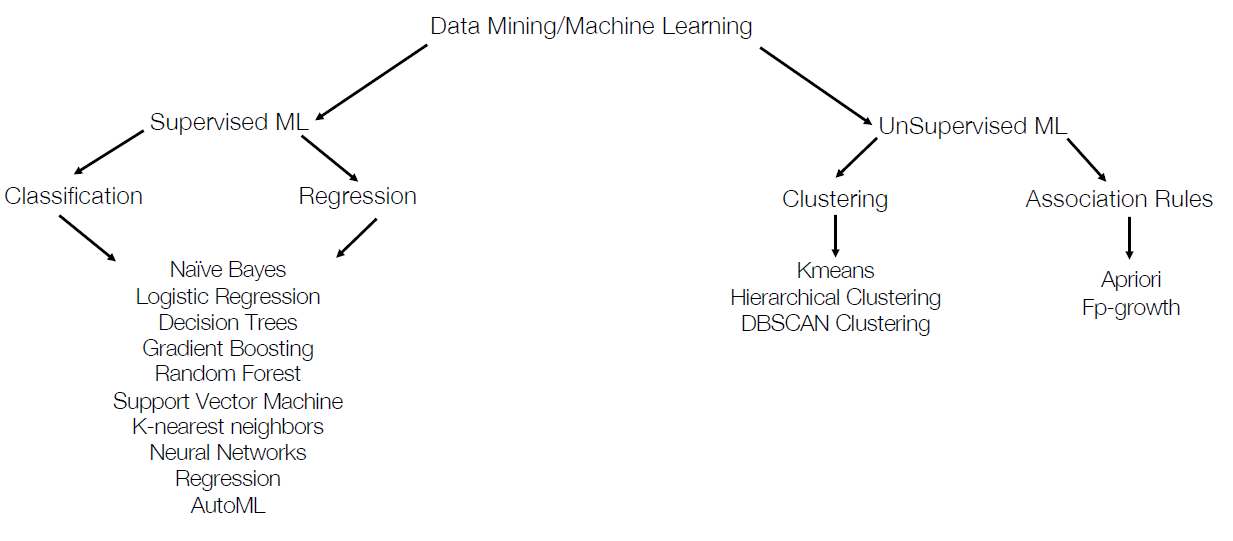 Data Mining/Machine Learning
Supervised ML
UnSupervised ML
Classification
Regression
Clustering
Association Rules
Naïve Bayes
Logistic Regression
Decision Trees
Gradient Boosting
Random Forest
Support Vector Machine
K-nearest neighbors
Neural Networks
Regression
AutoML
Kmeans
Hierarchical Clustering
DBSCAN Clustering
Apriori
Fp-growth